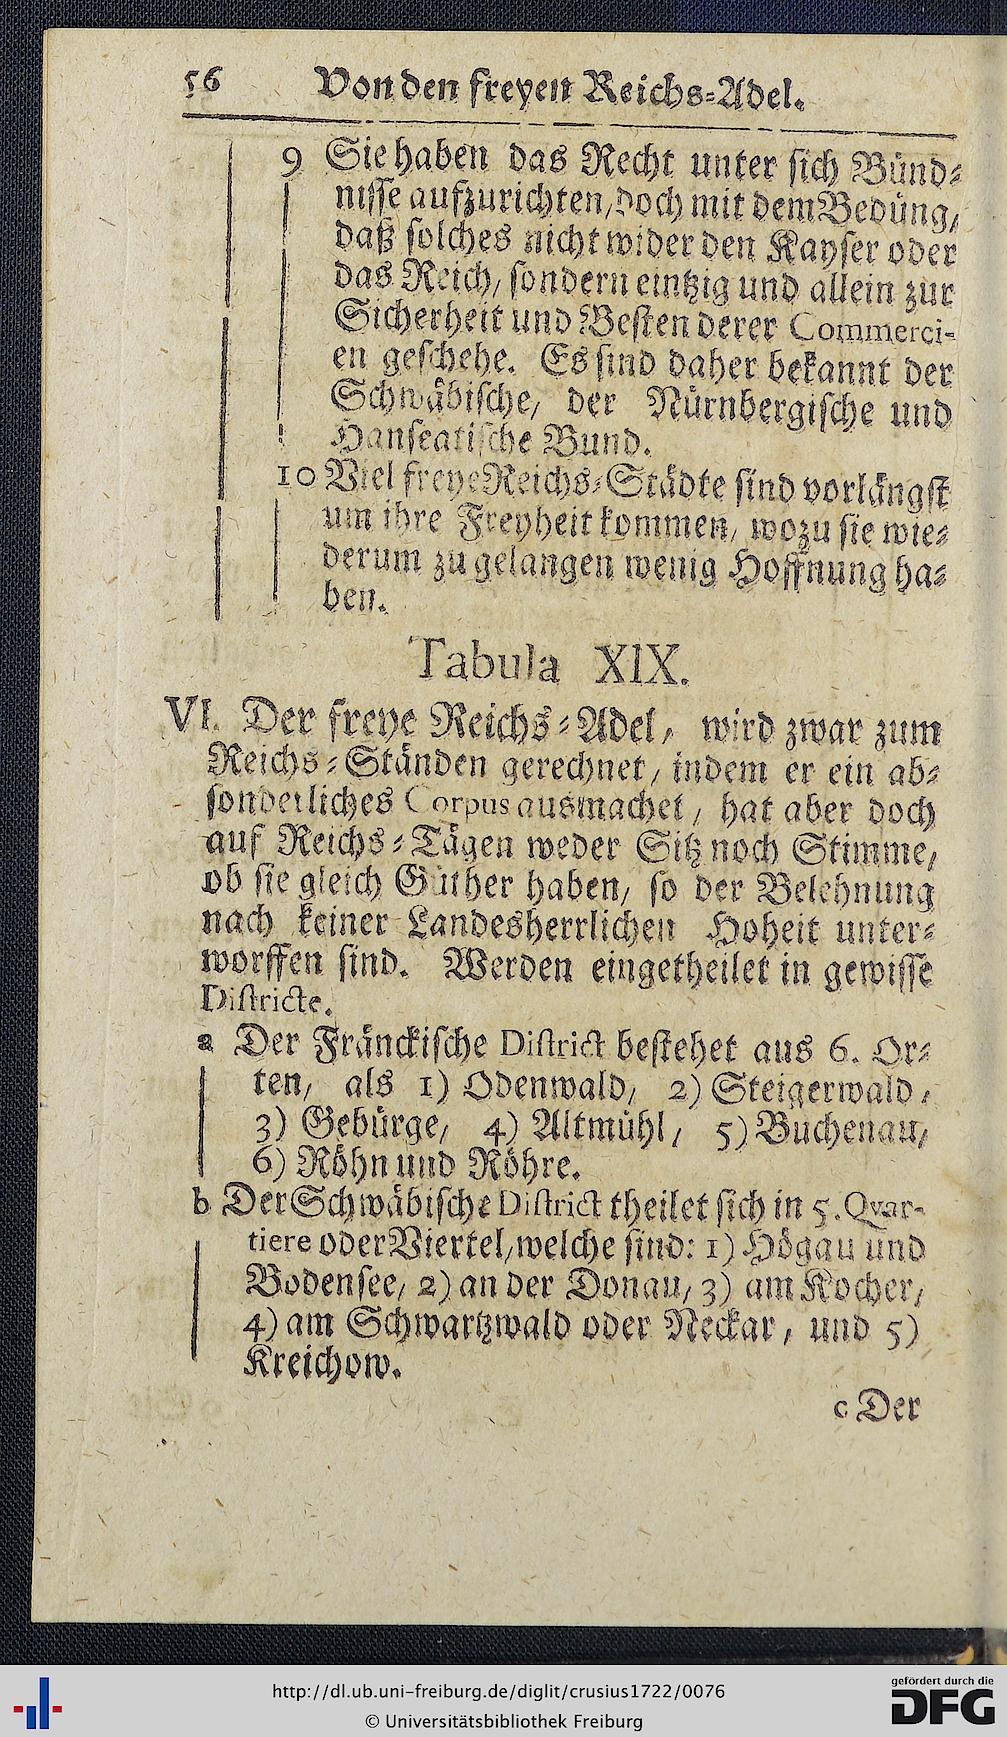 56 Von den freyen Reichs-Adel.
9 Sie haben das Recht unter sich Bünd-
nisse aufzurichten, doch mit dem Bedüng,
daß solches nicht wider den Kayser oder
das Reich, sondern eintzig und allein zur
Sicherheit und Besten derer Commerci-
en geschehe. Es sind daher bekannt der
Schwäbische, der Nürnbergische und
Hanseatische Bund.
10 Viel freye Reichs-Städte sind vorlängst
um ihre Freyheit kommen, wozu sie wie-
derum zu gelangen wenig Hoffnung ha-
ben.
Tabula XIX.
VI. Der freye Reichs-Adel, wird zwar zum
Reichs-Ständen gerechnet, indem er ein ab-
sonderliches Corpus ausmachet, hat aber doch
auf Reichs-Tägen weder Sitz noch Stimme,
ob sie gleich Güther haben, so der Belehnung
nach keiner Landesherrlichen Hoheit unter-
worffen sind. Werden eingetheilet in gewisse
Districte.
a Der Fränckische District bestehet aus 6. Or-
ten, als 1) Odenwald, 2) Steigerwald,
3) Gebürge, 4) Altmühl, 5) Buchenau,
6) Röhn und Röhre.
b Der Schwäbische District theilet sich in 5. Qvar-
tiere oder Viertel, welche sind: 1) Högau und
Bodensee, 2) an der Donau, 3) am Kocher,
4) am Schwartzwald oder Neckar, und 5)
Kreichow.
c Der
http://dl.ub.uni-freiburg.de/diglit/crusius1722/0076
© Universitätsbibliothek Freiburg
gefördert durch die
DFG